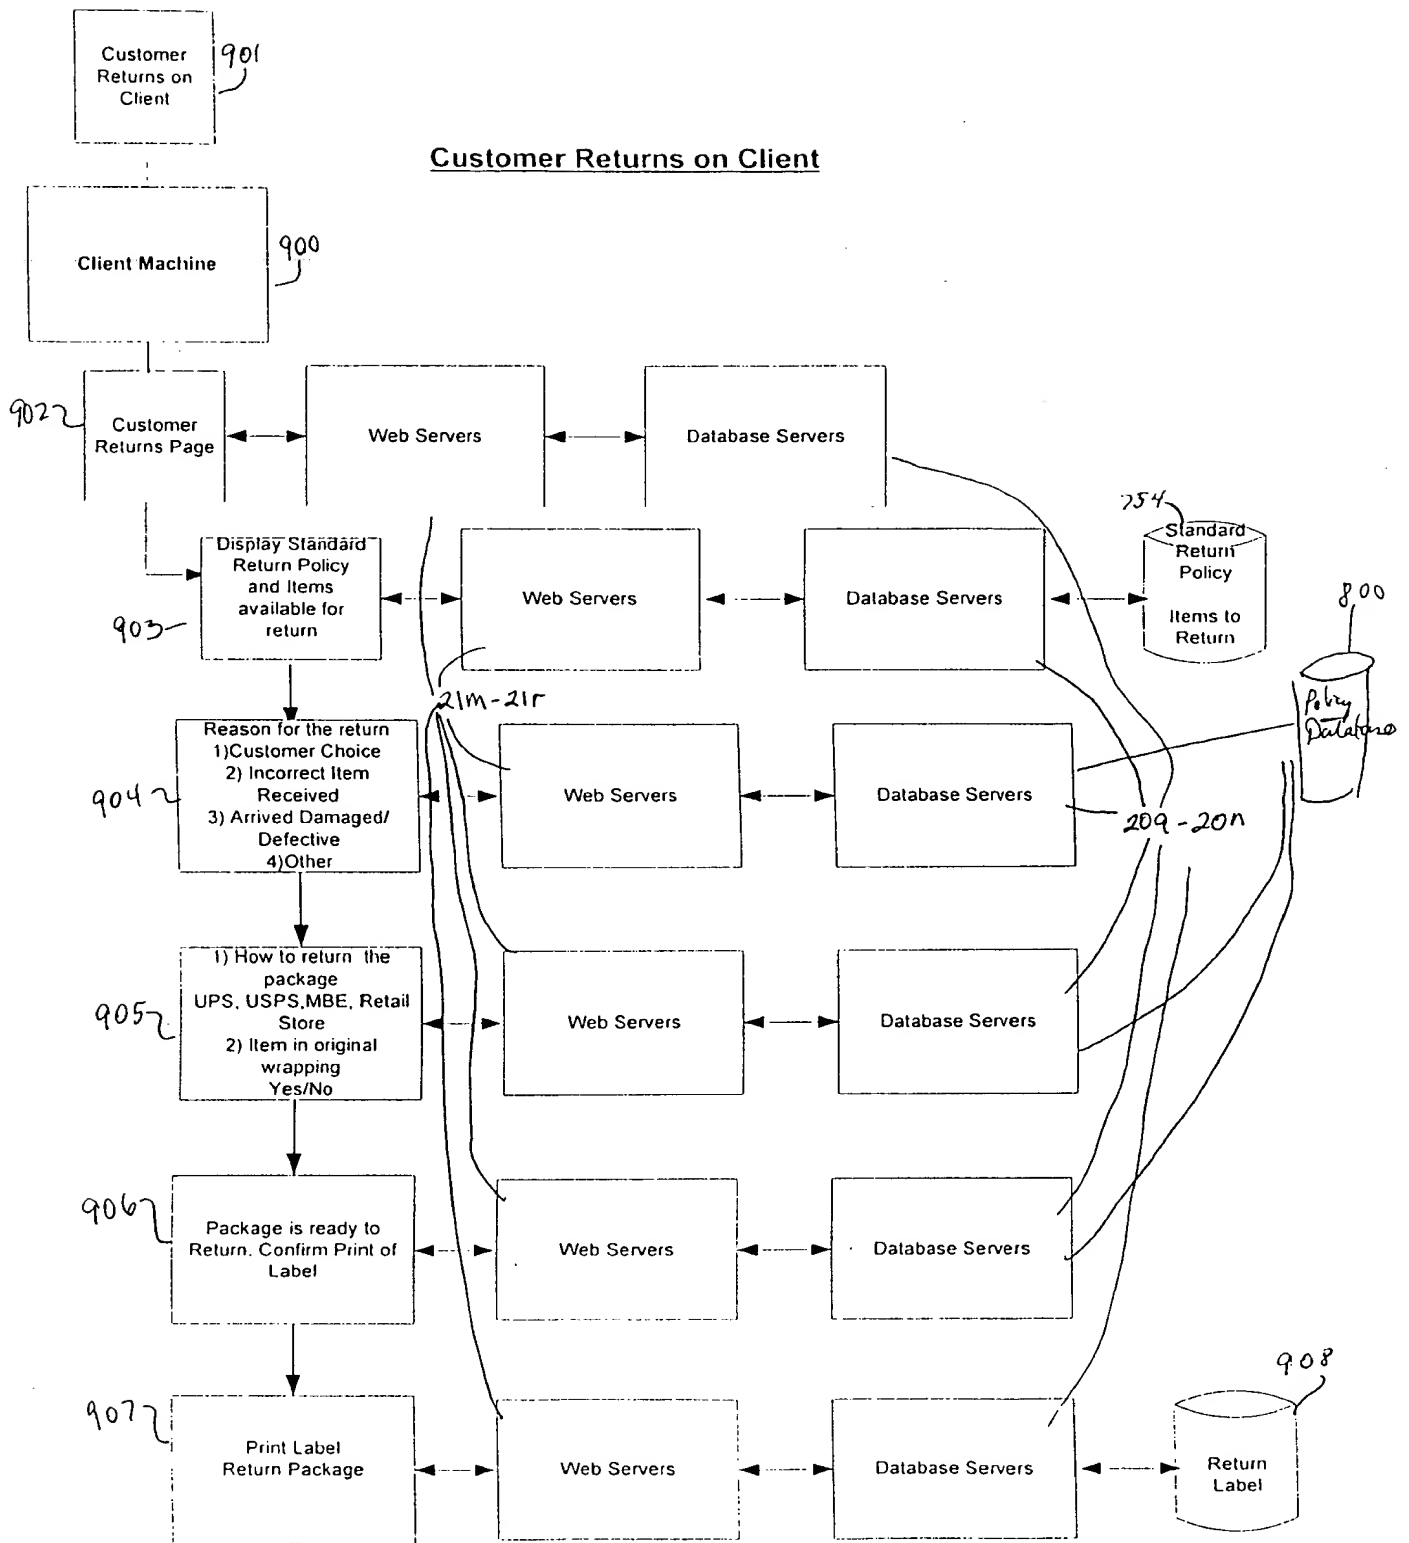 Customer
Returns on
Client
901
Customer Returns on Client
Client Machine
900
902
Customer
Returns Page
Web Servers
Database Servers
Display Standard
Return Policy
and Items
available for
return
903
Web Servers
Database Servers
Standard
Return
Policy
Items to
Return
800
Policy
Database
21m-21r
Reason for the return
1)Customer Choice
2) Incorrect Item
Received
3) Arrived Damaged/
Defective
4)Other
904
Web Servers
Database Servers
20q-20n
1) How to return the
package
UPS, USPS,MBE, Retail
Store
2) Item in original
wrapping
Yes/No
905
Web Servers
Database Servers
906
Package is ready to
Return. Confirm Print of
Label
Web Servers
Database Servers
907
Print Label
Return Package
Web Servers
Database Servers
908
Return
Label